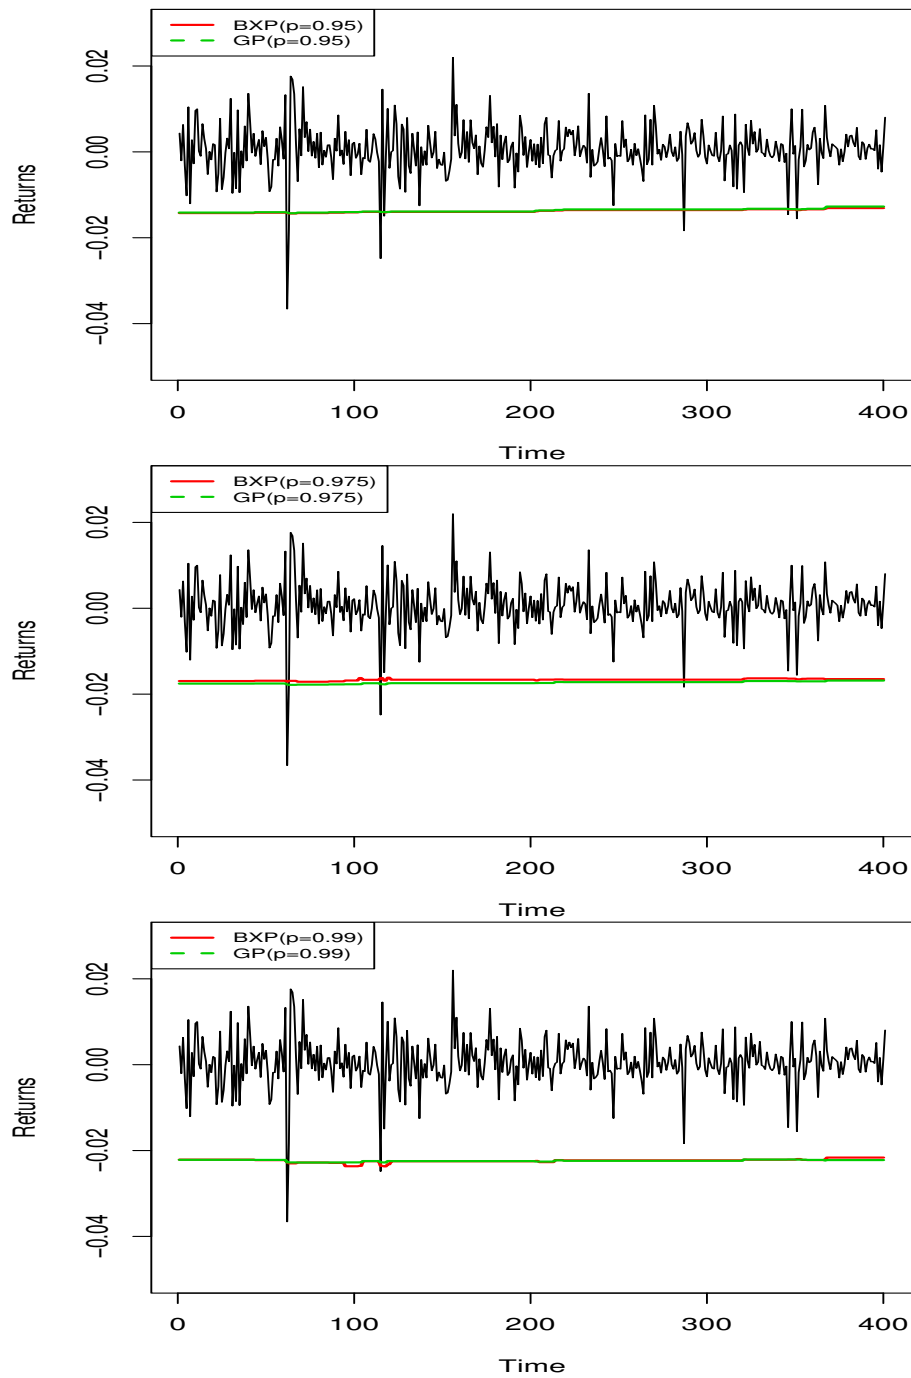 BXP(p=0.95)
GP(p=0.95)
Returns
0.02
0.00
-0.02
-0.04
0 100 200 300 400
Time
BXP(p=0.975)
GP(p=0.975)
Returns
0.02
0.00
-0.02
-0.04
0 100 200 300 400
Time
BXP(p=0.99)
GP(p=0.99)
Returns
0.02
0.00
-0.02
-0.04
0 100 200 300 400
Time